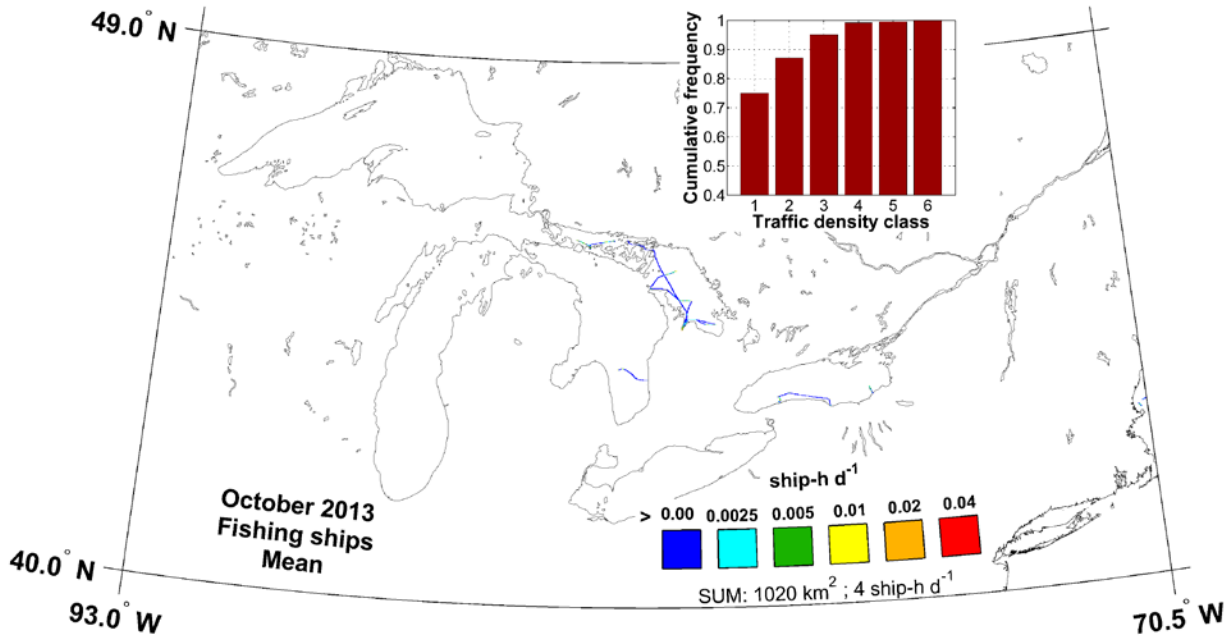 49.0° N
Cumulative frequency
1
0.9
0.8
0.7
0.6
0.5
0.4
1 2 3 4 5 6
Traffic density class
October 2013
Fishing ships
Mean
ship-h d⁻¹
> 0.00 0.0025 0.005 0.01 0.02 0.04
SUM: 1020 km² ; 4 ship-h d⁻¹
40.0° N
93.0° W
70.5° W